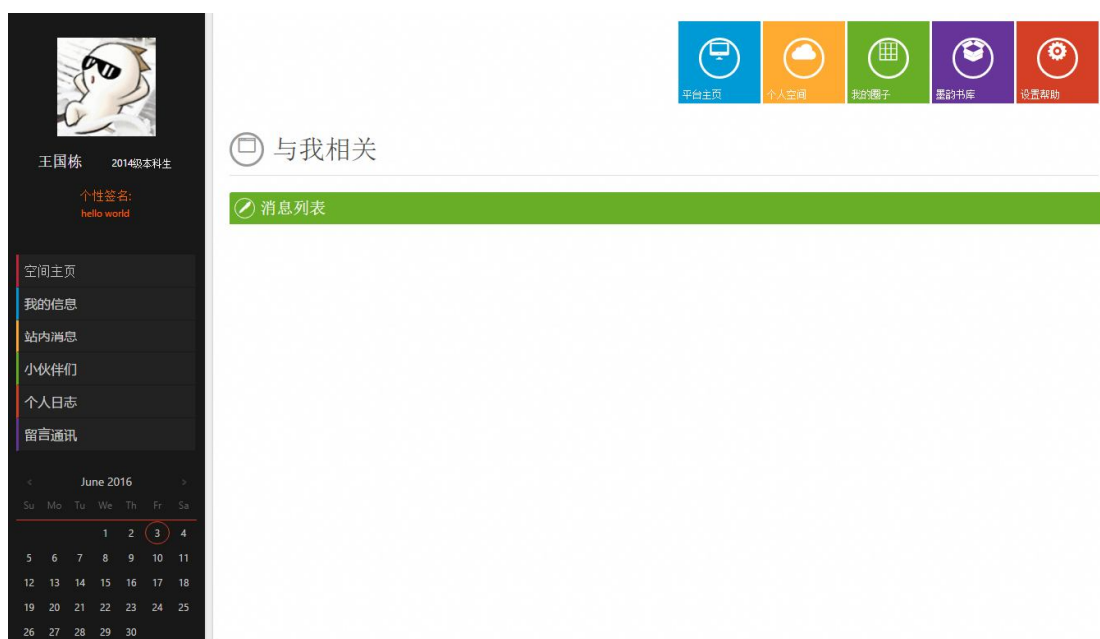 王国栋 2014级本科生
个性签名:
hello world
空间主页
我的信息
站内消息
小伙伴们
个人日志
留言通讯
< June 2016 >
Su Mo Tu We Th Fr Sa
1 2 3 4
5 6 7 8 9 10 11
12 13 14 15 16 17 18
19 20 21 22 23 24 25
26 27 28 29 30
平台主页 个人空间 我的圈子 墨韵书库 设置帮助
与我相关
消息列表